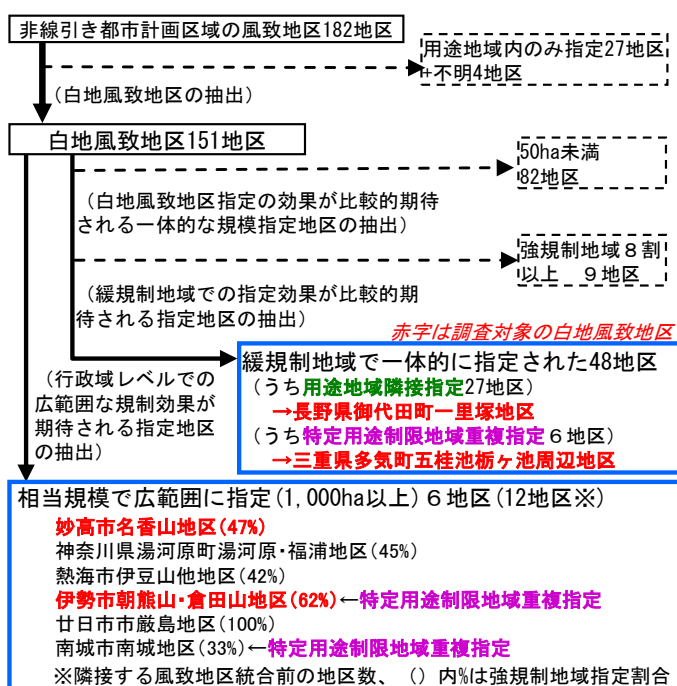 非線引き都市計画区域の風致地区182地区
用途地域内のみ指定27地区
+不明4地区
(白地風致地区の抽出)
白地風致地区151地区
50ha未満
82地区
(白地風致地区指定の効果が比較的期待
される一体的な規模指定地区の抽出)
強規制地域8割
以上 9地区
(緩規制地域での指定効果が比較的期
待される指定地区の抽出)
赤字は調査対象の白地風致地区
緩規制地域で一体的に指定された48地区
(うち用途地域隣接指定27地区)
→長野県御代田町一里塚地区
(うち特定用途制限地域重複指定6地区)
→三重県多気町五桂池栃ヶ池周辺地区
(行政域レベルでの
広範囲な規制効果が
期待される指定地区
の抽出)
相当規模で広範囲に指定(1,000ha以上)6地区(12地区※)
妙高市名香山地区(47%)
神奈川県湯河原町湯河原・福浦地区(45%)
熱海市伊豆山他地区(42%)
伊勢市朝熊山・倉田山地区(62%)←特定用途制限地域重複指定
廿日市市厳島地区(100%)
南城市南城地区(33%)←特定用途制限地域重複指定
※隣接する風致地区統合前の地区数、()内%は強規制地域指定割合